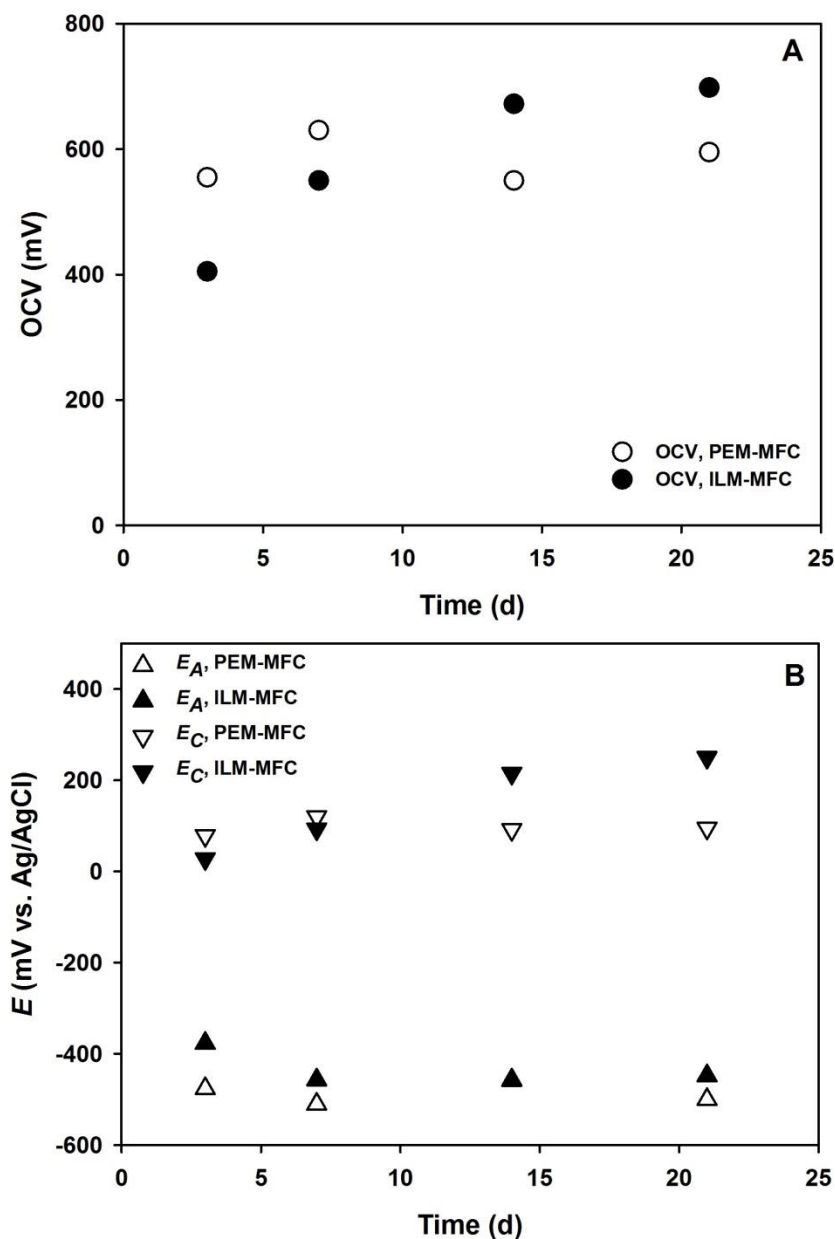 A
800
600
400
200
0
OCV (mV)
OCV, PEM-MFC
OCV, ILM-MFC
0 5 10 15 20 25
Time (d)
B
E_A, PEM-MFC
E_A, ILM-MFC
E_C, PEM-MFC
E_C, ILM-MFC
400
200
0
-200
-400
-600
E (mV vs. Ag/AgCl)
0 5 10 15 20 25
Time (d)